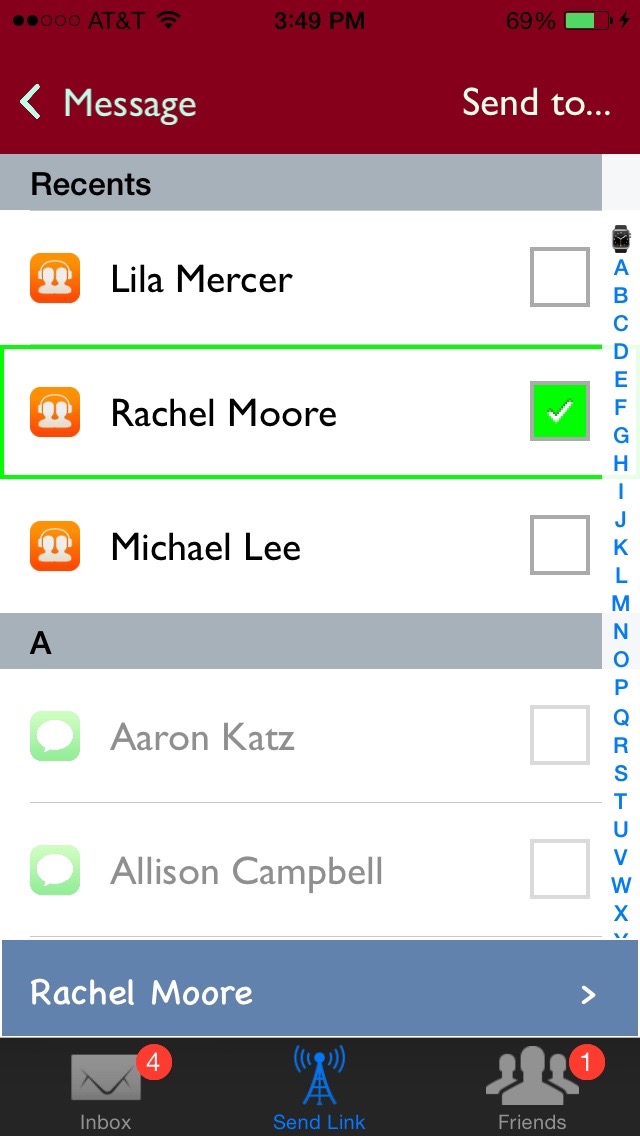 AT&T 3:49 PM 69%
Message Send to...
Recents
Lila Mercer
Rachel Moore
Michael Lee
A
Aaron Katz
Allison Campbell
A
B
C
D
E
F
G
H
I
J
K
L
M
N
O
P
Q
R
S
T
U
V
W
X
Rachel Moore >
4
1
Inbox Send Link Friends